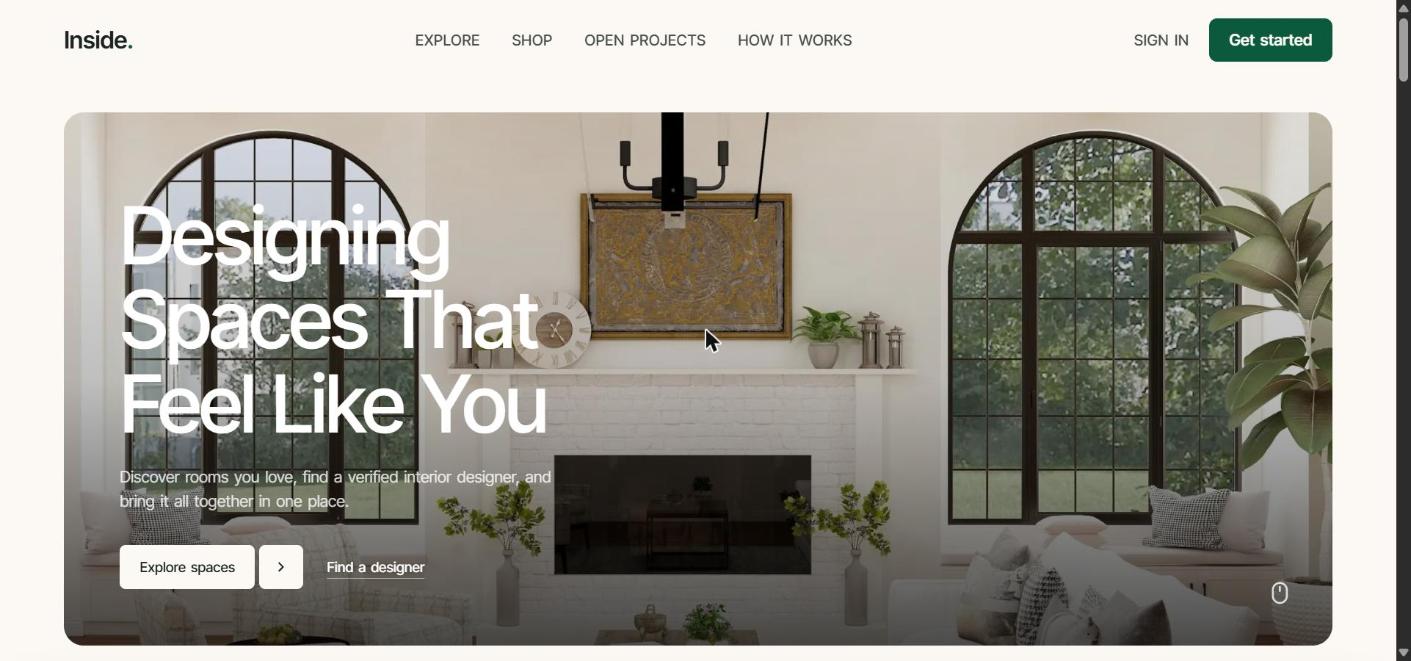 Inside.
EXPLORE
SHOP
OPEN PROJECTS
HOW IT WORKS
SIGN IN
Get started
Designing
Spaces That
Feel Like You
Discover rooms you love, find a verified interior designer, and
bring it all together in one place.
Explore spaces
Find a designer